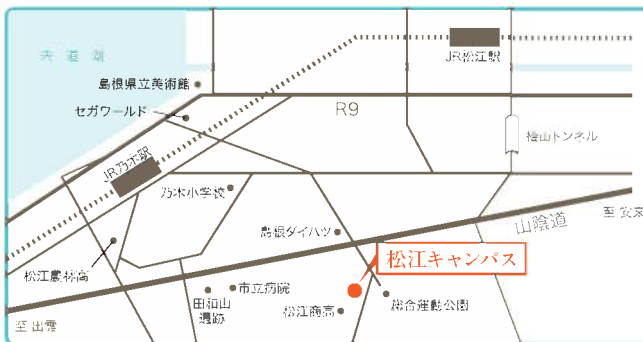 宍道湖
JR松江駅
島根県立美術館
セガワールド
R9
檜山トンネル
JR乃木駅
乃木小学校
至 安来
山陰道
島根ダイハツ
松江キャンパス
松江農林高
田和山
遺跡
市立病院
松江商高
総合運動公園
至 出雲